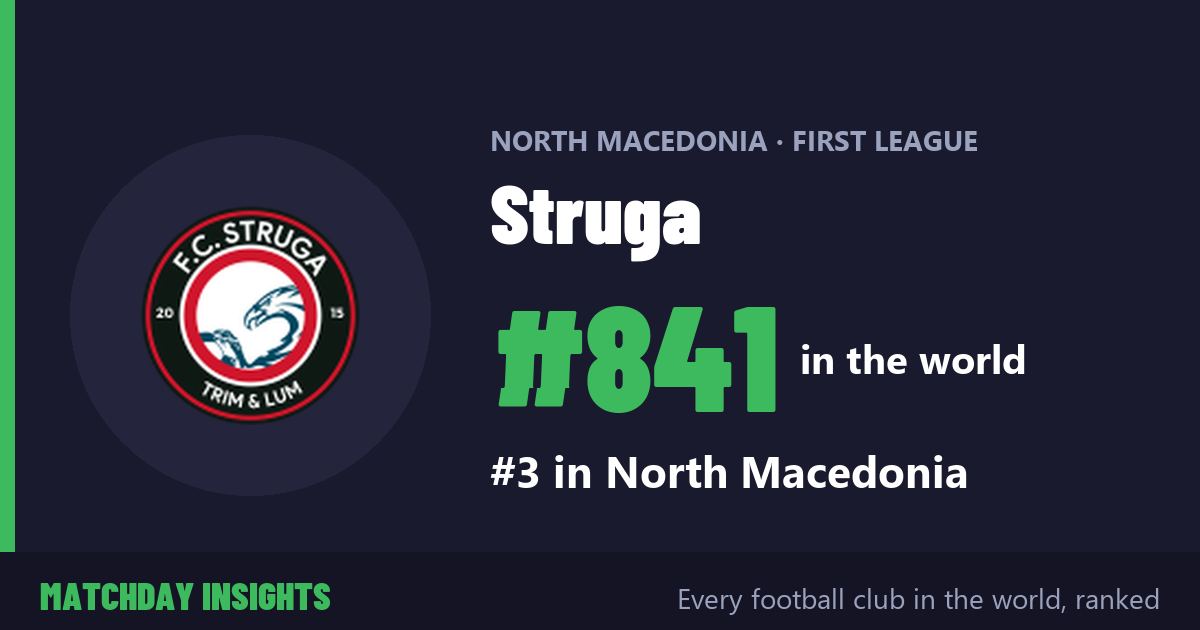 NORTH MACEDONIA · FIRST LEAGUE
Struga
F.C. STRUGA
20 15
TRIM & LUM
#841 in the world
#3 in North Macedonia
MATCHDAY INSIGHTS
Every football club in the world, ranked